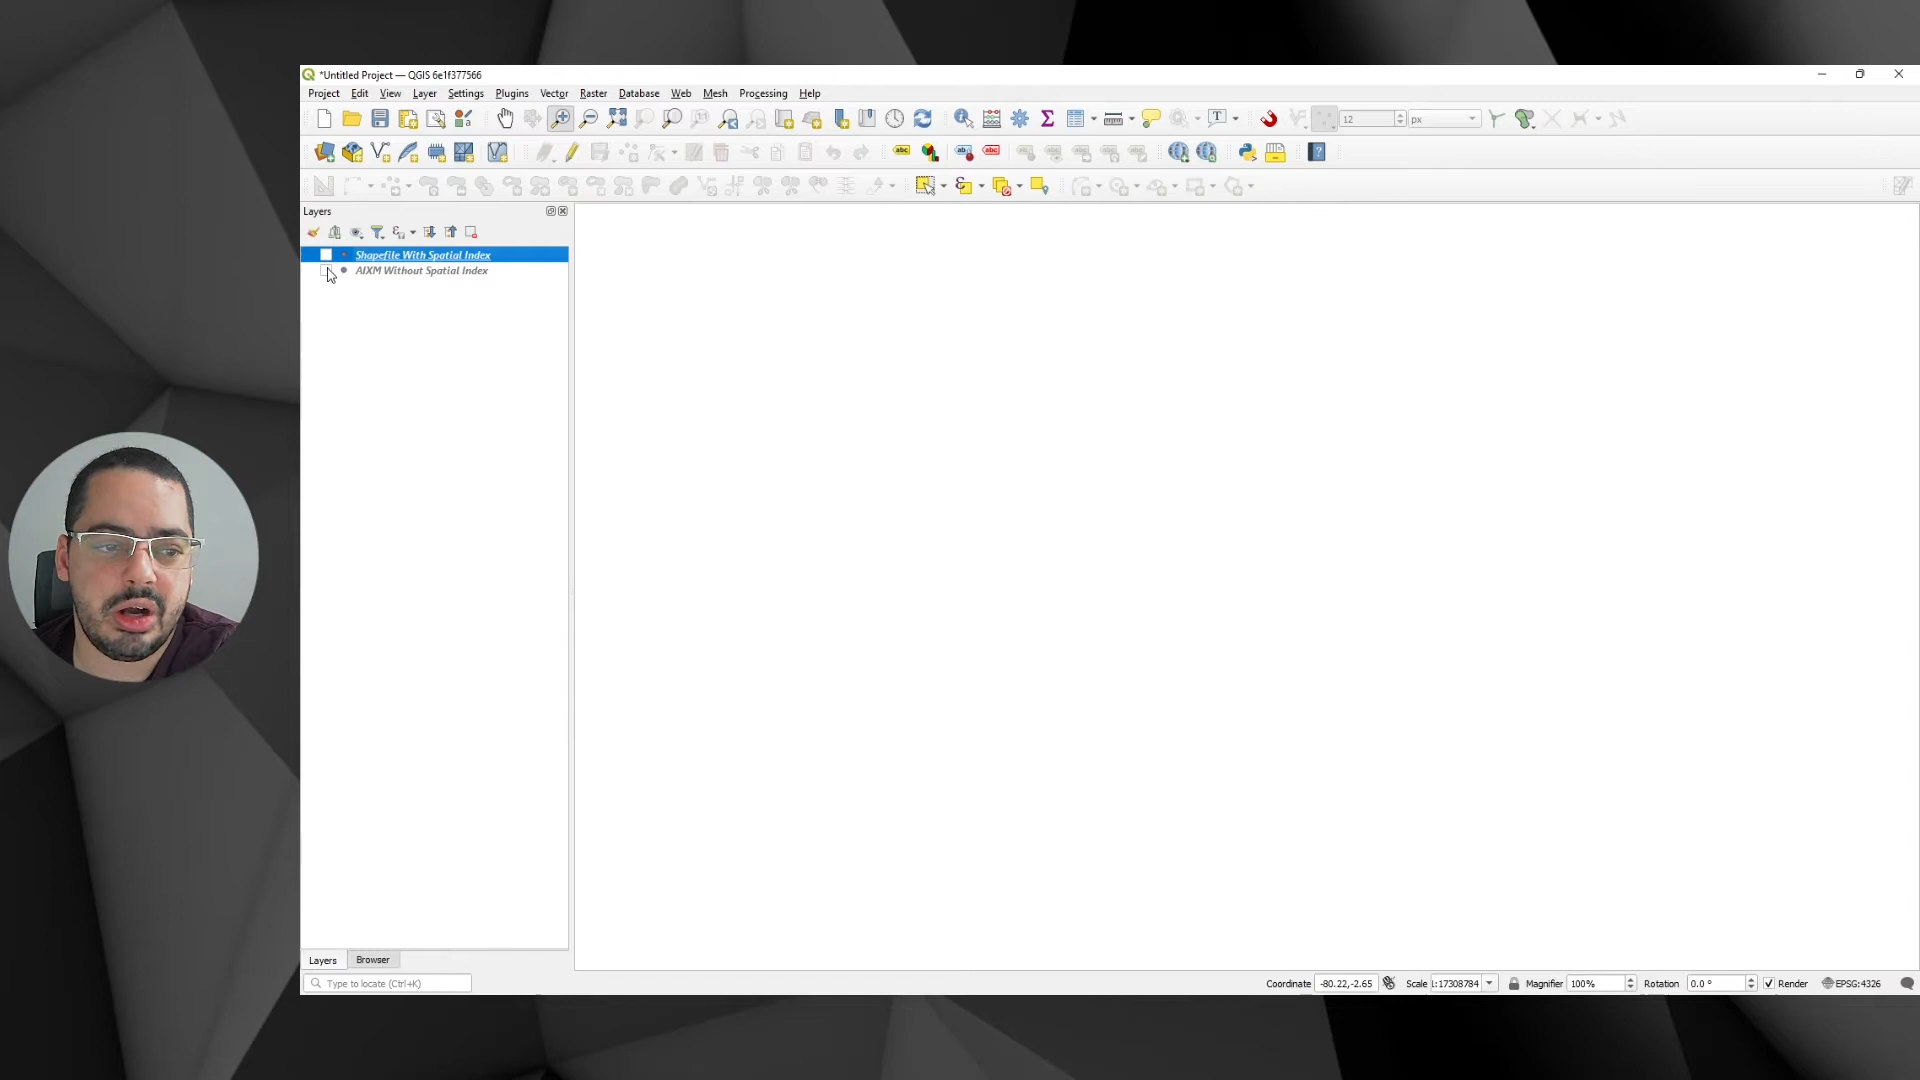 *Untitled Project — QGIS 6e1f377566
Project Edit View Layer Settings Plugins Vector Raster Database Web Mesh Processing Help
12 px
Layers
Shapefile With Spatial Index
AIXM Without Spatial Index
Layers Browser
Type to locate (Ctrl+K)
Coordinate -80.22,-2.65 Scale 1:17308784 Magnifier 100% Rotation 0.0 ° Render EPSG:4326